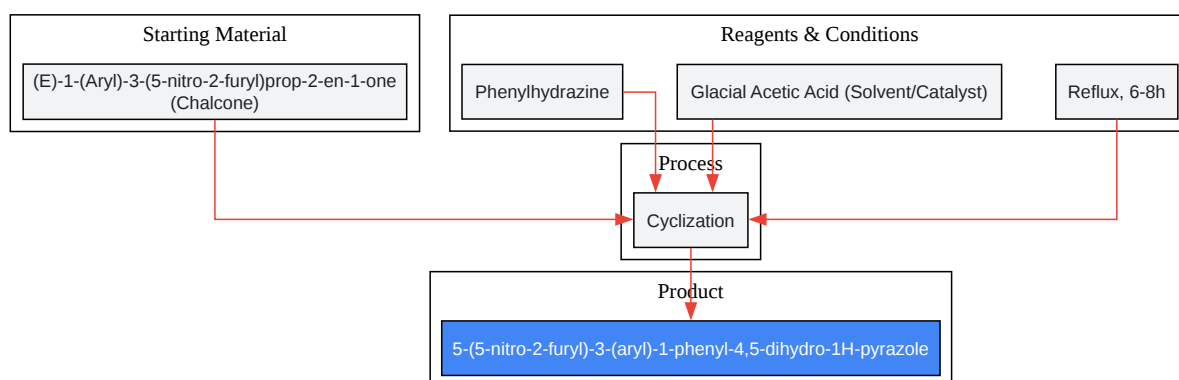 Starting Material
(E)-1-(Aryl)-3-(5-nitro-2-furyl)prop-2-en-1-one
(Chalcone)
Reagents & Conditions
Phenylhydrazine
Glacial Acetic Acid (Solvent/Catalyst)
Reflux, 6-8h
Process
Cyclization
Product
5-(5-nitro-2-furyl)-3-(aryl)-1-phenyl-4,5-dihydro-1H-pyrazole